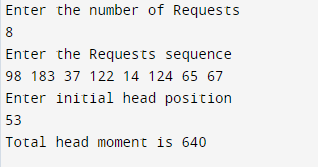 Enter the number of Requests
8
Enter the Requests sequence
98 183 37 122 14 124 65 67
Enter initial head position
53
Total head moment is 640